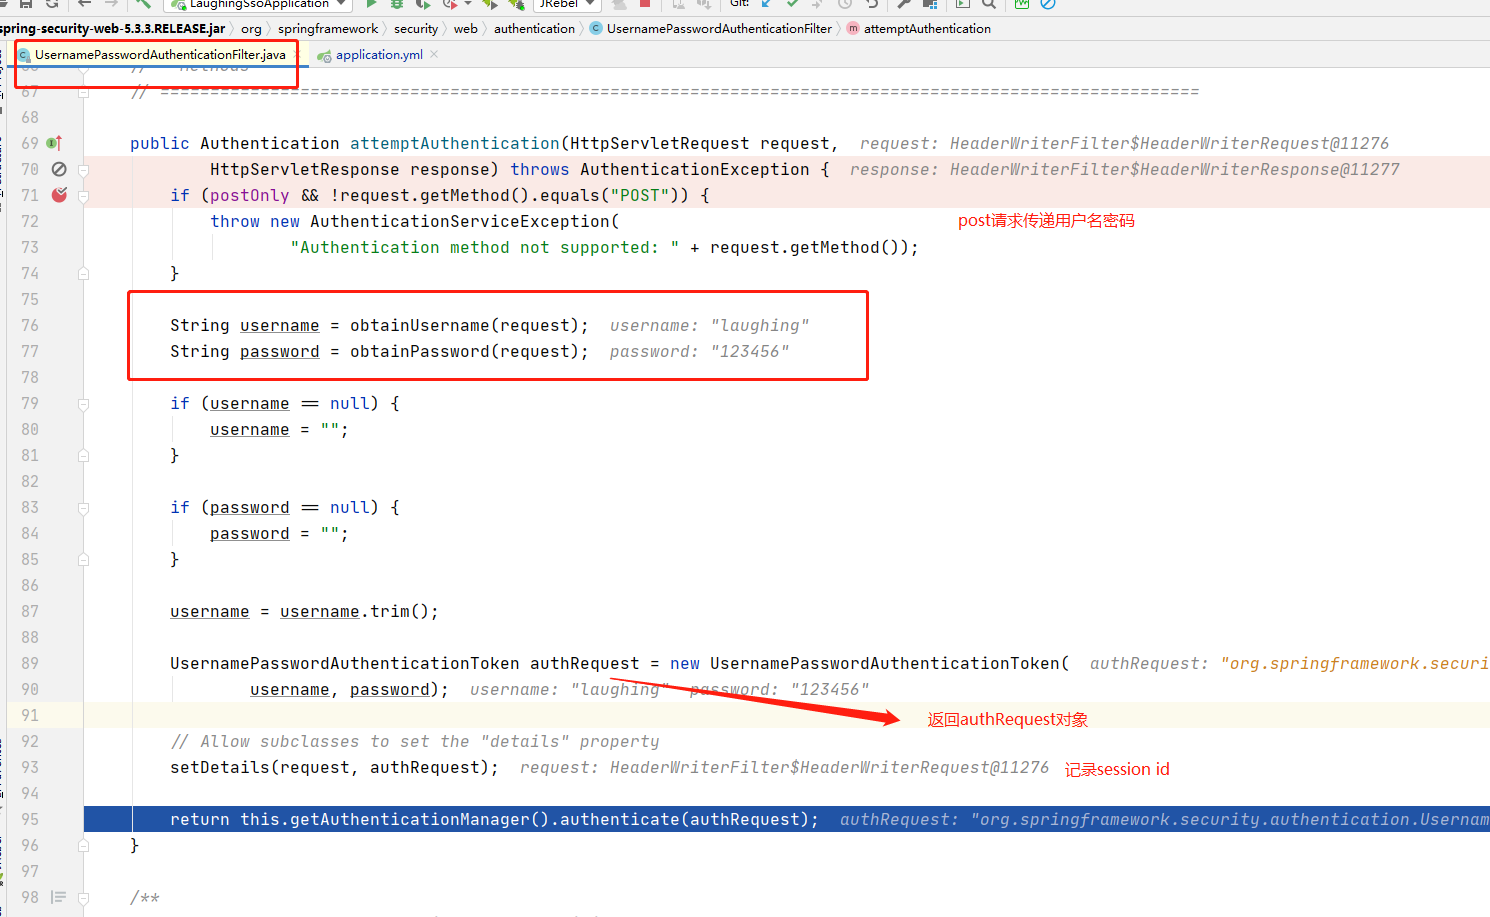 LaughingSsoApplication JRebel Git:
spring-security-web-5.3.3.RELEASE.jar org springframework security web authentication UsernamePasswordAuthenticationFilter attemptAuthentication
UsernamePasswordAuthenticationFilter.java application.yml
67 // ========================================================================================================
68
69 public Authentication attemptAuthentication(HttpServletRequest request, request: HeaderWriterFilter$HeaderWriterRequest@11276
70 HttpServletResponse response) throws AuthenticationException { response: HeaderWriterFilter$HeaderWriterResponse@11277
71 if (postOnly && !request.getMethod().equals("POST")) {
72 throw new AuthenticationServiceException( post请求传递用户名密码
73 "Authentication method not supported: " + request.getMethod());
74 }
75
76 String username = obtainUsername(request); username: "laughing"
77 String password = obtainPassword(request); password: "123456"
78
79 if (username == null) {
80 username = "";
81 }
82
83 if (password == null) {
84 password = "";
85 }
86
87 username = username.trim();
88
89 UsernamePasswordAuthenticationToken authRequest = new UsernamePasswordAuthenticationToken( authRequest: "org.springframework.securi
90 username, password); username: "laughing" password: "123456"
91 返回authRequest对象
92 // Allow subclasses to set the "details" property
93 setDetails(request, authRequest); request: HeaderWriterFilter$HeaderWriterRequest@11276 记录session id
94
95 return this.getAuthenticationManager().authenticate(authRequest); authRequest: "org.springframework.security.authentication.Usernam
96 }
97
98 /**